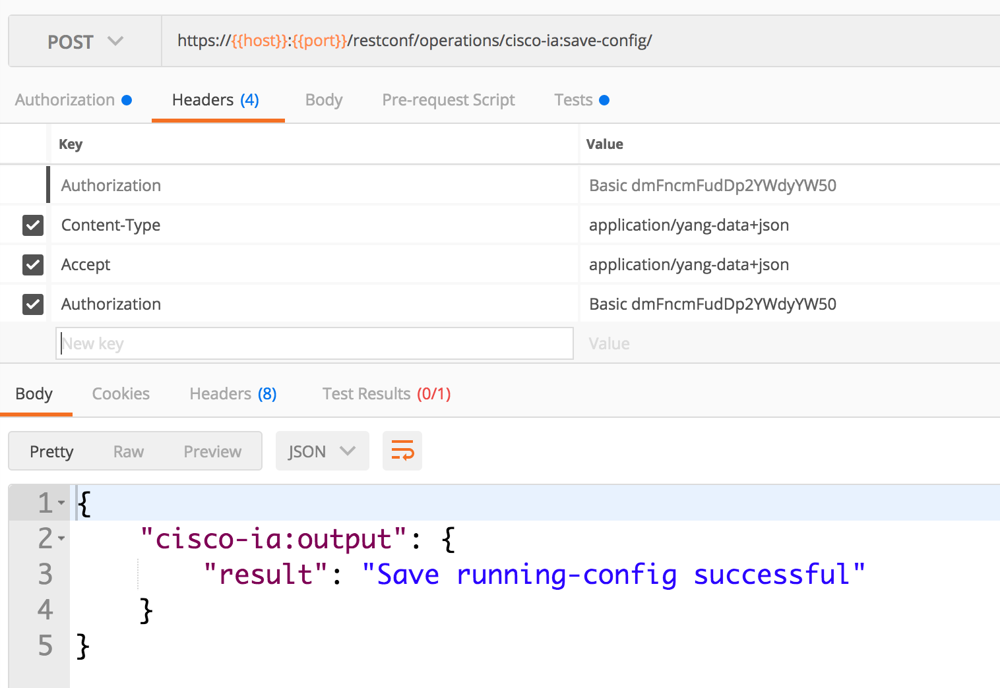 POST https://{{host}}:{{port}}/restconf/operations/cisco-ia:save-config/
Authorization Headers (4) Body Pre-request Script Tests
Key Value
Authorization Basic dmFncmFudDp2YWdyYW50
Content-Type application/yang-data+json
Accept application/yang-data+json
Authorization Basic dmFncmFudDp2YWdyYW50
New key Value
Body Cookies Headers (8) Test Results (0/1)
Pretty Raw Preview JSON
1 {
2 "cisco-ia:output": {
3 "result": "Save running-config successful"
4 }
5 }